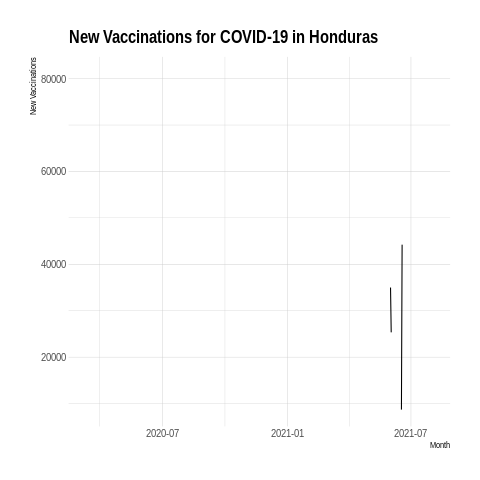 New Vaccinations for COVID-19 in Honduras
New Vaccinations
80000
60000
40000
20000
2020-07 2021-01 2021-07
Month